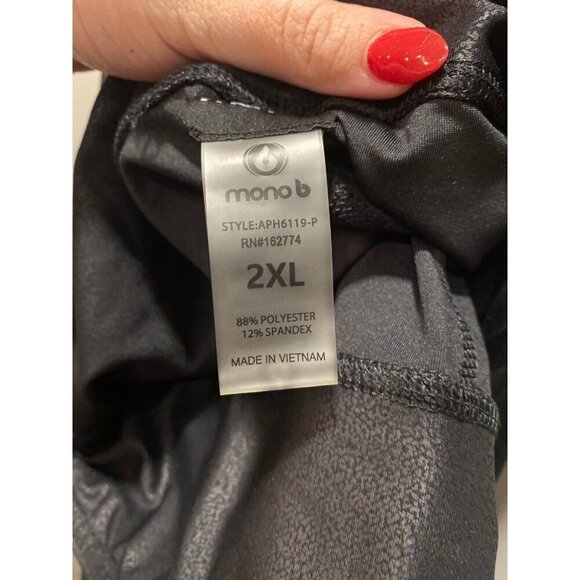 mono b
STYLE:APH6119-P
RN#162774
2XL
88% POLYESTER
12% SPANDEX
MADE IN VIETNAM